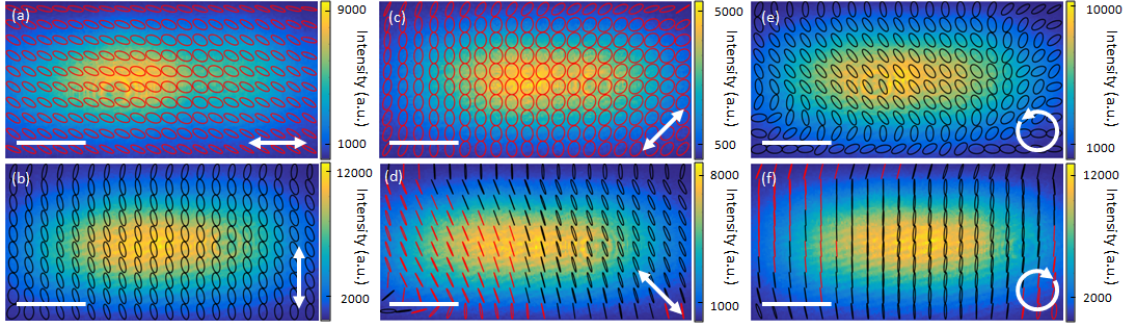 (a)
9000
Intensity (a.u.)
1000
(c)
5000
Intensity (a.u.)
500
(e)
10000
Intensity (a.u.)
1000
(b)
12000
Intensity (a.u.)
2000
(d)
8000
Intensity (a.u.)
1000
(f)
12000
Intensity (a.u.)
2000